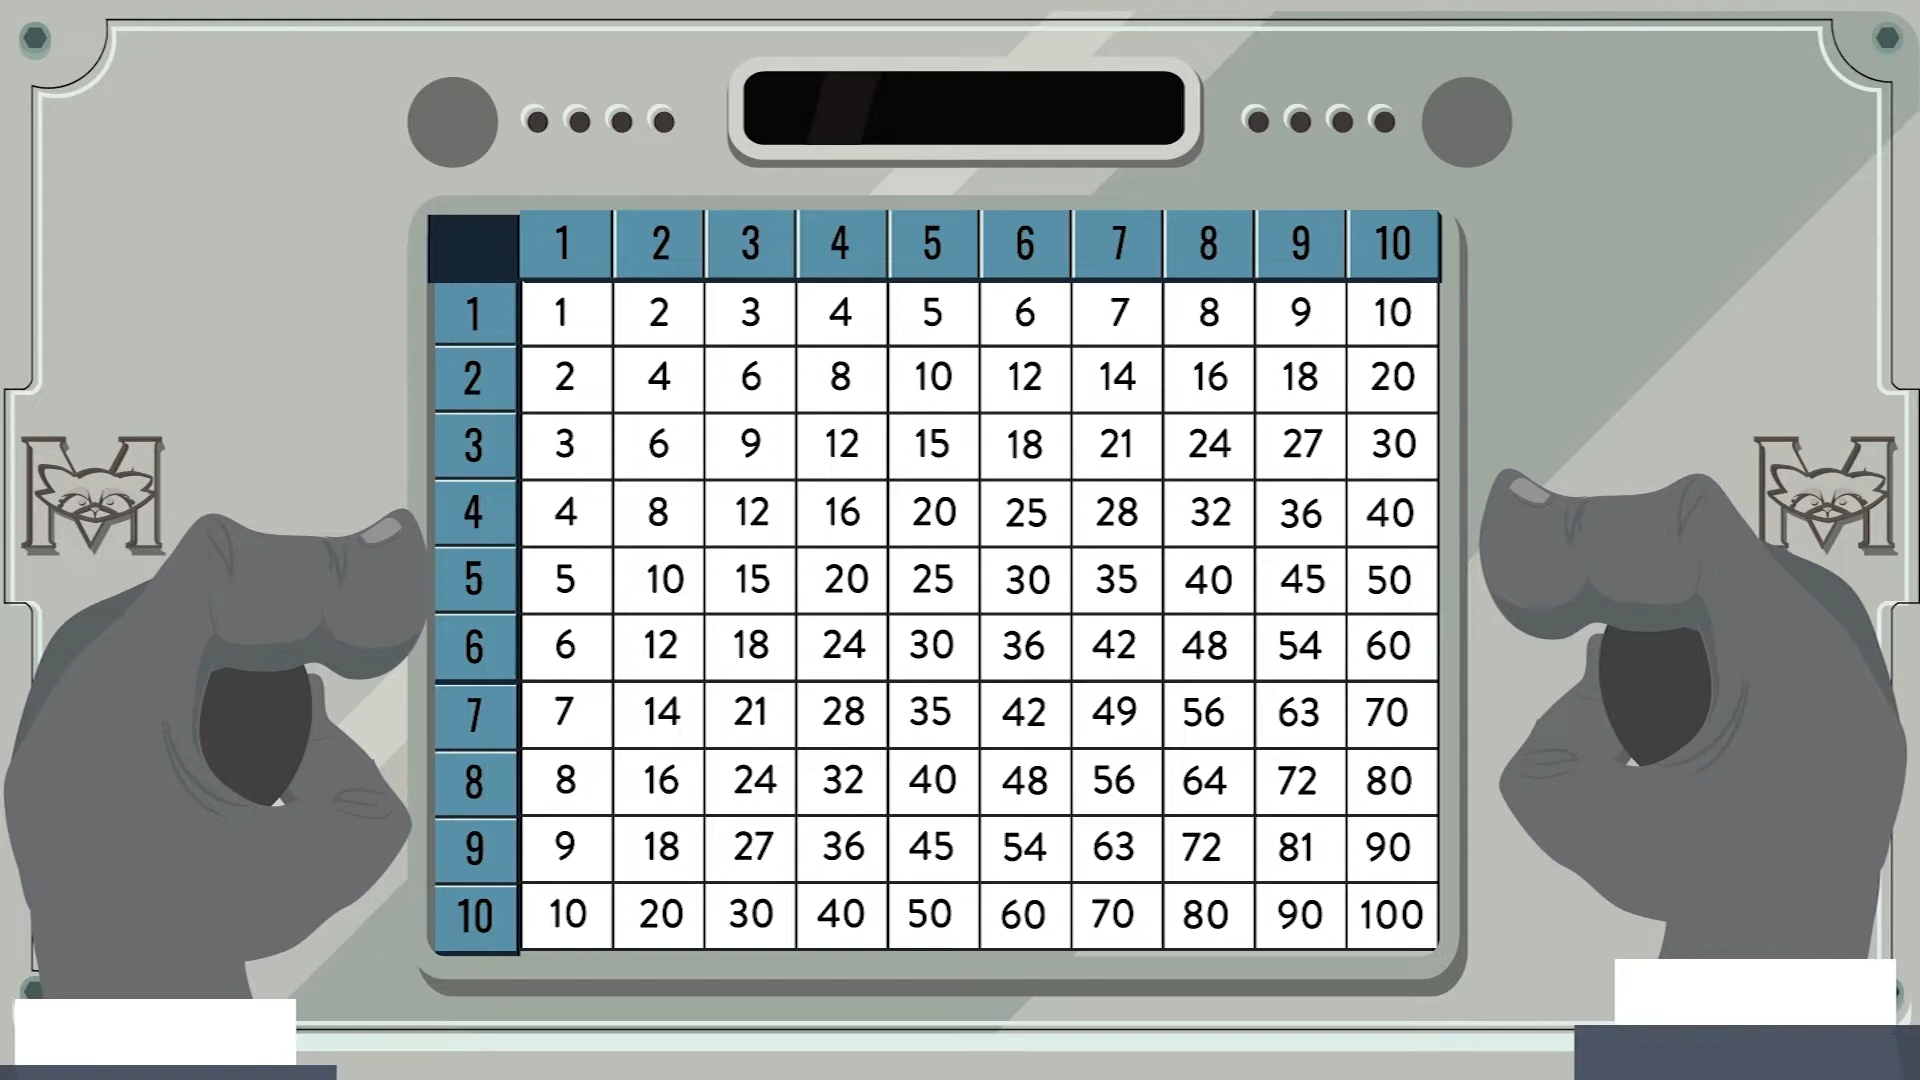 1 2 3 4 5 6 7 8 9 10
1 1 2 3 4 5 6 7 8 9 10
2 2 4 6 8 10 12 14 16 18 20
3 3 6 9 12 15 18 21 24 27 30
4 4 8 12 16 20 25 28 32 36 40
5 5 10 15 20 25 30 35 40 45 50
6 6 12 18 24 30 36 42 48 54 60
7 7 14 21 28 35 42 49 56 63 70
8 8 16 24 32 40 48 56 64 72 80
9 9 18 27 36 45 54 63 72 81 90
10 10 20 30 40 50 60 70 80 90 100
M M